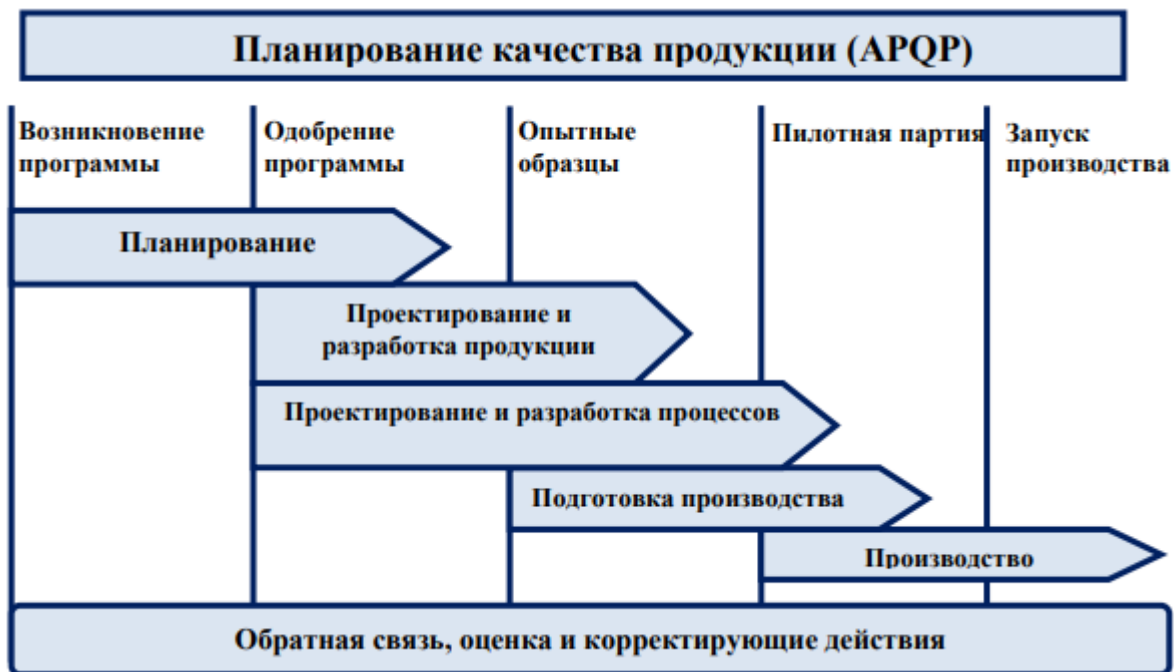 Планирование качества продукции (APQP)
Возникновение
программы
Одобрение
программы
Опытные
образцы
Пилотная партия
Запуск
производства
Планирование
Проектирование и
разработка продукции
Проектирование и разработка процессов
Подготовка производства
Производство
Обратная связь, оценка и корректирующие действия